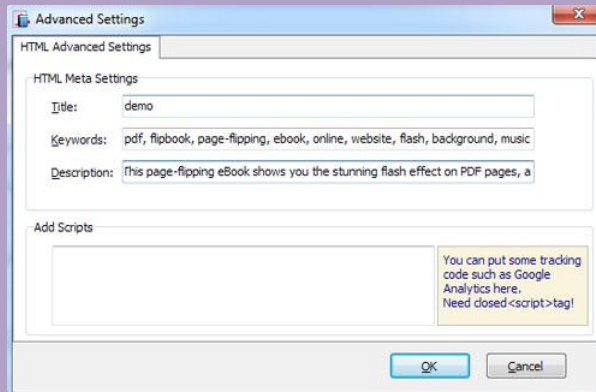 Advanced Settings
HTML Advanced Settings
HTML Meta Settings
Title: demo
Keywords: pdf, flipbook, page-flipping, ebook, online, website, flash, background, music
Description: This page-flipping eBook shows you the stunning flash effect on PDF pages, a
Add Scripts
You can put some tracking
code such as Google
Analytics here.
Need closed<script>tag!
OK Cancel